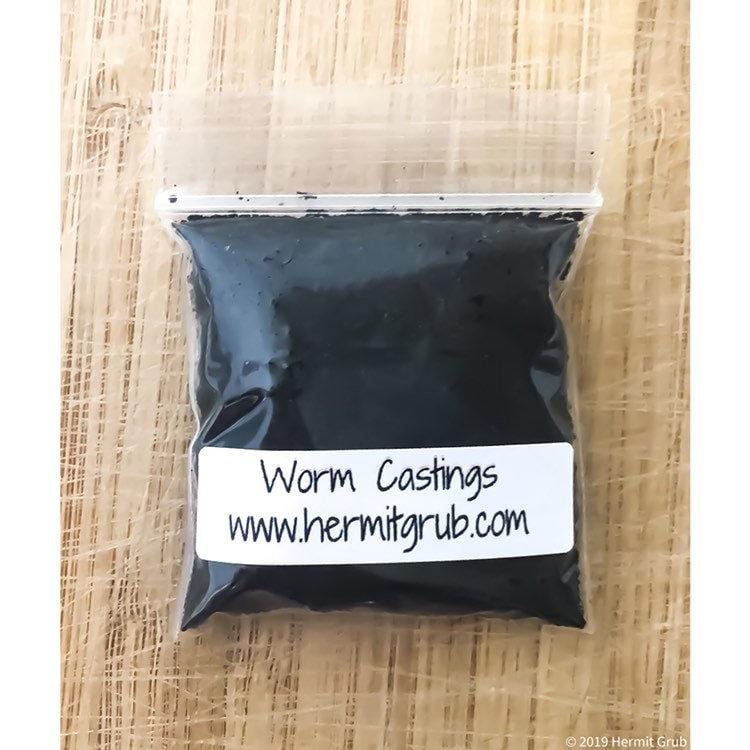 Worm Castings
www.hermitgrub.com
© 2019 Hermit Grub